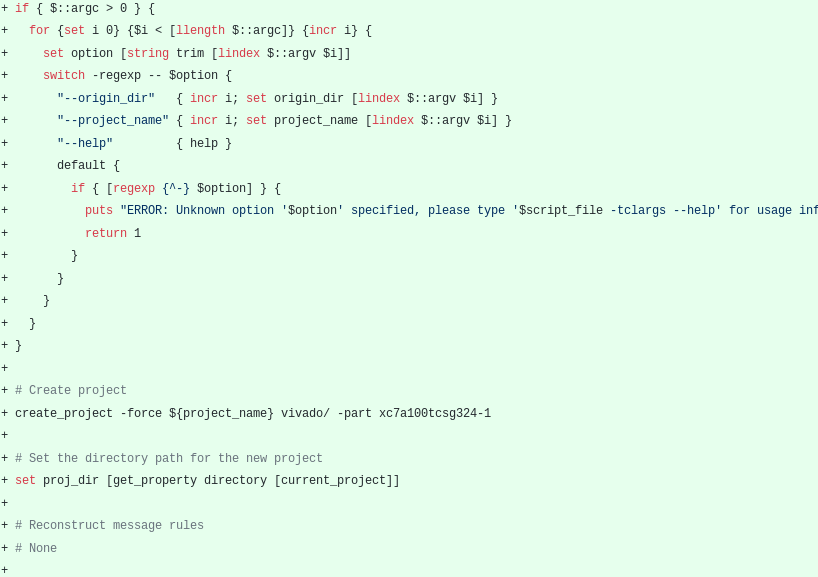 + if { $::argc > 0 } {
+   for {set i 0} {$i < [llength $::argc]} {incr i} {
+     set option [string trim [lindex $::argv $i]]
+     switch -regexp -- $option {
+       "--origin_dir"   { incr i; set origin_dir [lindex $::argv $i] }
+       "--project_name" { incr i; set project_name [lindex $::argv $i] }
+       "--help"         { help }
+       default {
+         if { [regexp {^-} $option] } {
+           puts "ERROR: Unknown option '$option' specified, please type '$script_file -tclargs --help' for usage inf
+           return 1
+         }
+       }
+     }
+   }
+ }
+
+ # Create project
+ create_project -force ${project_name} vivado/ -part xc7a100tcsg324-1
+
+ # Set the directory path for the new project
+ set proj_dir [get_property directory [current_project]]
+
+ # Reconstruct message rules
+ # None
+